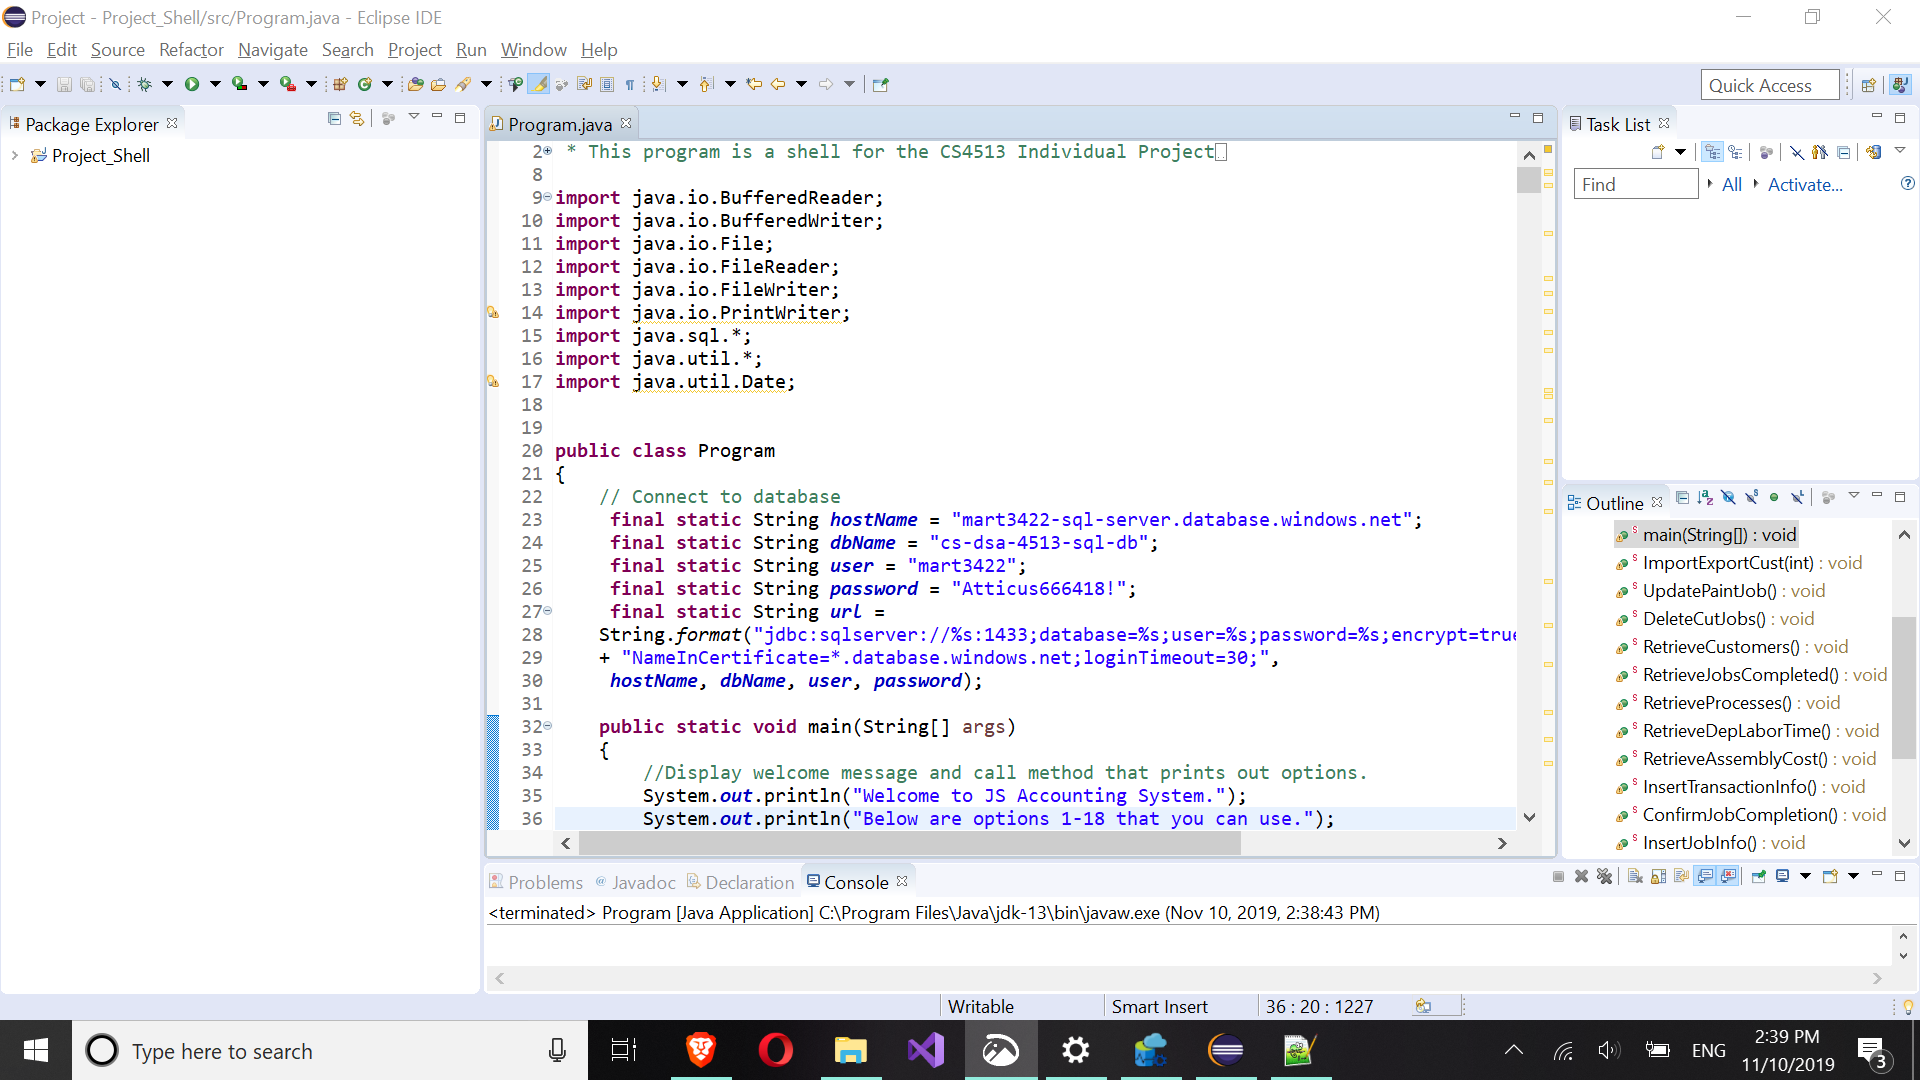 Project - Project_Shell/src/Program.java - Eclipse IDE
File Edit Source Refactor Navigate Search Project Run Window Help
Quick Access
Package Explorer
Project_Shell
Program.java
2 * This program is a shell for the CS4513 Individual Project
8
9 import java.io.BufferedReader;
10 import java.io.BufferedWriter;
11 import java.io.File;
12 import java.io.FileReader;
13 import java.io.FileWriter;
14 import java.io.PrintWriter;
15 import java.sql.*;
16 import java.util.*;
17 import java.util.Date;
18
19
20 public class Program
21 {
22 // Connect to database
23 final static String hostName = "mart3422-sql-server.database.windows.net";
24 final static String dbName = "cs-dsa-4513-sql-db";
25 final static String user = "mart3422";
26 final static String password = "Atticus666418!";
27 final static String url =
28 String.format("jdbc:sqlserver://%s:1433;database=%s;user=%s;password=%s;encrypt=true
29 + "NameInCertificate=*.database.windows.net;loginTimeout=30;",
30 hostName, dbName, user, password);
31
32 public static void main(String[] args)
33 {
34 //Display welcome message and call method that prints out options.
35 System.out.println("Welcome to JS Accounting System.");
36 System.out.println("Below are options 1-18 that you can use.");
Task List
Find All Activate...
Outline
main(String[]) : void
ImportExportCust(int) : void
UpdatePaintJob() : void
DeleteCutJobs() : void
RetrieveCustomers() : void
RetrieveJobsCompleted() : void
RetrieveProcesses() : void
RetrieveDepLaborTime() : void
RetrieveAssemblyCost() : void
InsertTransactionInfo() : void
ConfirmJobCompletion() : void
InsertJobInfo() : void
Problems @ Javadoc Declaration Console
<terminated> Program [Java Application] C:\Program Files\Java\jdk-13\bin\javaw.exe (Nov 10, 2019, 2:38:43 PM)
Writable Smart Insert 36 : 20 : 1227
Type here to search
ENG
2:39 PM
11/10/2019
3